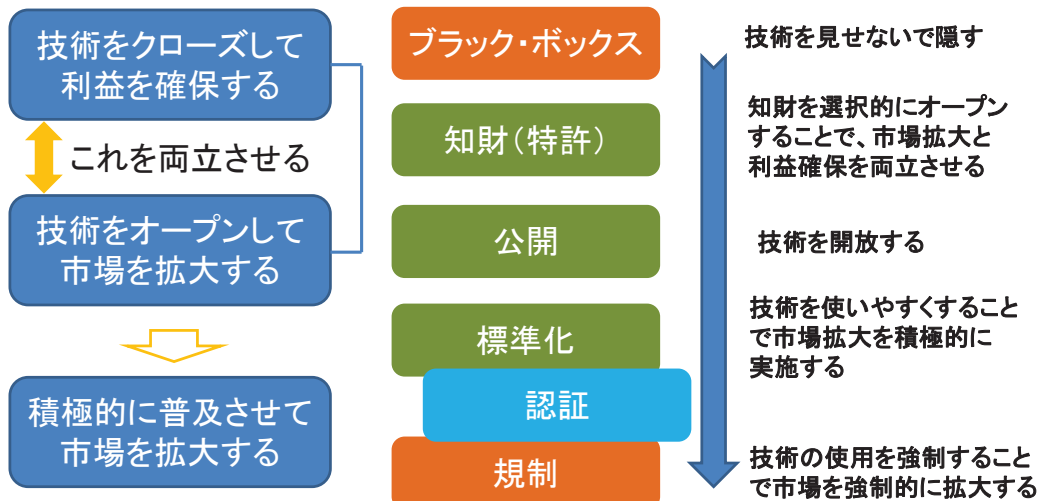 技術をクローズして
利益を確保する
これを両立させる
技術をオープンして
市場を拡大する
積極的に普及させて
市場を拡大する
ブラック・ボックス
知財(特許)
公開
標準化
認証
規制
技術を見せないで隠す
知財を選択的にオープン
することで、市場拡大と
利益確保を両立させる
技術を開放する
技術を使いやすくすること
で市場拡大を積極的に
実施する
技術の使用を強制すること
で市場を強制的に拡大する